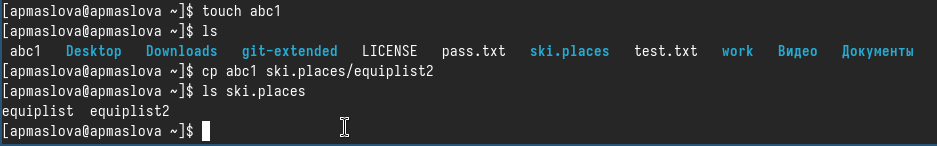 [apmaslova@apmaslova ~]$ touch abc1
[apmaslova@apmaslova ~]$ ls
abc1 Desktop Downloads git-extended LICENSE pass.txt ski.places test.txt work Видео Документы
[apmaslova@apmaslova ~]$ cp abc1 ski.places/equiplist2
[apmaslova@apmaslova ~]$ ls ski.places
equiplist equiplist2
[apmaslova@apmaslova ~]$